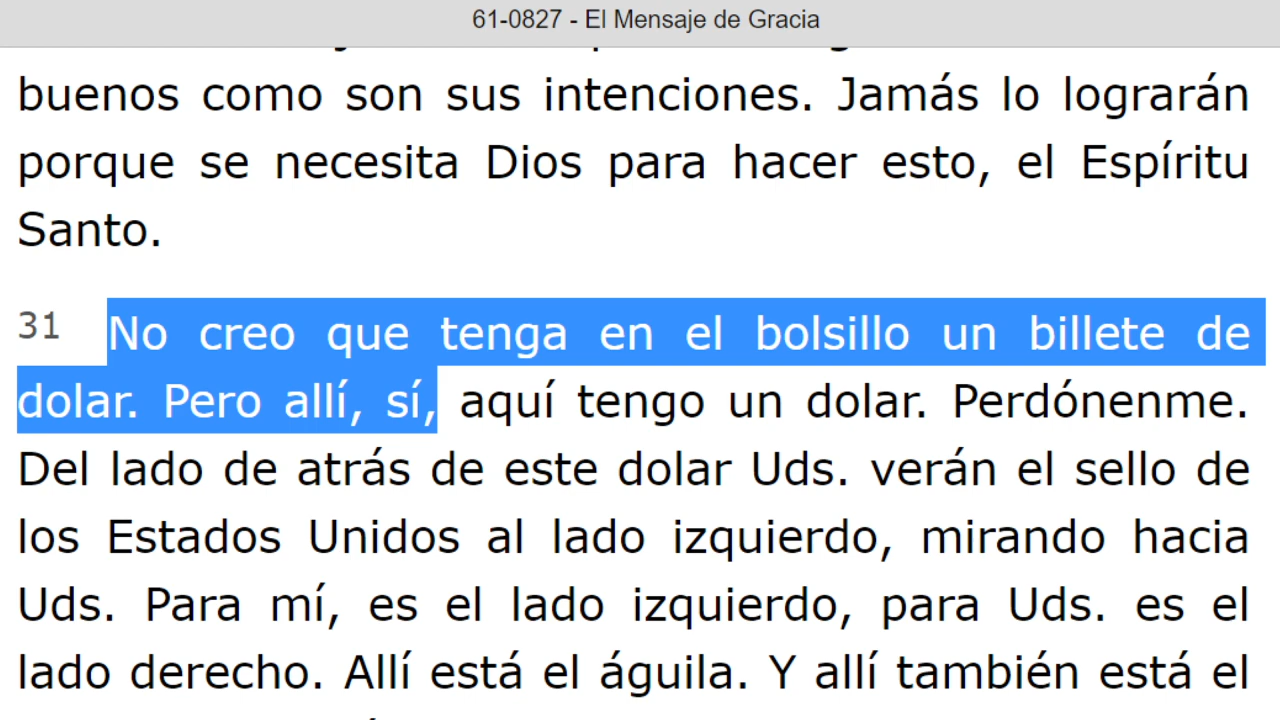 61-0827 - El Mensaje de Gracia
buenos como son sus intenciones. Jamás lo lograrán
porque se necesita Dios para hacer esto, el Espíritu
Santo.
31 No creo que tenga en el bolsillo un billete de
dolar. Pero allí, sí, aquí tengo un dolar. Perdónenme.
Del lado de atrás de este dolar Uds. verán el sello de
los Estados Unidos al lado izquierdo, mirando hacia
Uds. Para mí, es el lado izquierdo, para Uds. es el
lado derecho. Allí está el águila. Y allí también está el